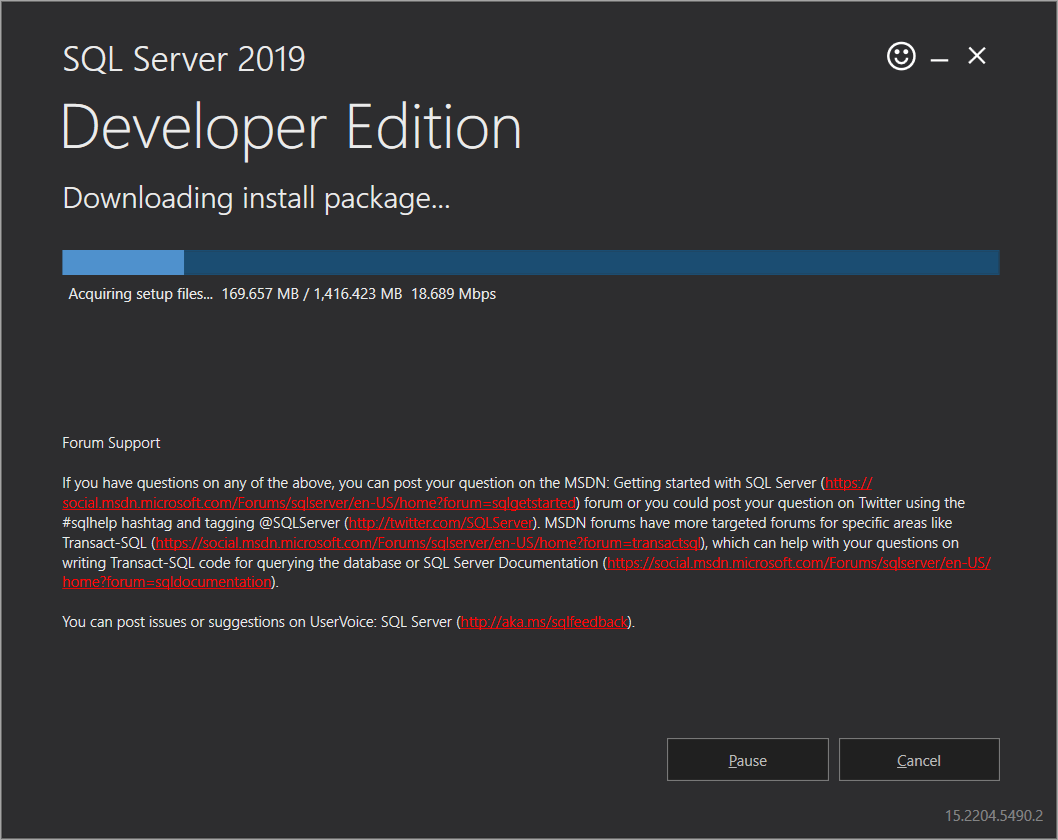 SQL Server 2019
Developer Edition
Downloading install package...
Acquiring setup files... 169.657 MB / 1,416.423 MB 18.689 Mbps
Forum Support
If you have questions on any of the above, you can post your question on the MSDN: Getting started with SQL Server (https://
social.msdn.microsoft.com/Forums/sqlserver/en-US/home?forum=sqlgetstarted) forum or you could post your question on Twitter using the
#sqlhelp hashtag and tagging @SQLServer (http://twitter.com/SQLServer). MSDN forums have more targeted forums for specific areas like
Transact-SQL (https://social.msdn.microsoft.com/Forums/sqlserver/en-US/home?forum=transactsql), which can help with your questions on
writing Transact-SQL code for querying the database or SQL Server Documentation (https://social.msdn.microsoft.com/Forums/sqlserver/en-US/
home?forum=sqldocumentation).
You can post issues or suggestions on UserVoice: SQL Server (http://aka.ms/sqlfeedback).
Pause
Cancel
15.2204.5490.2